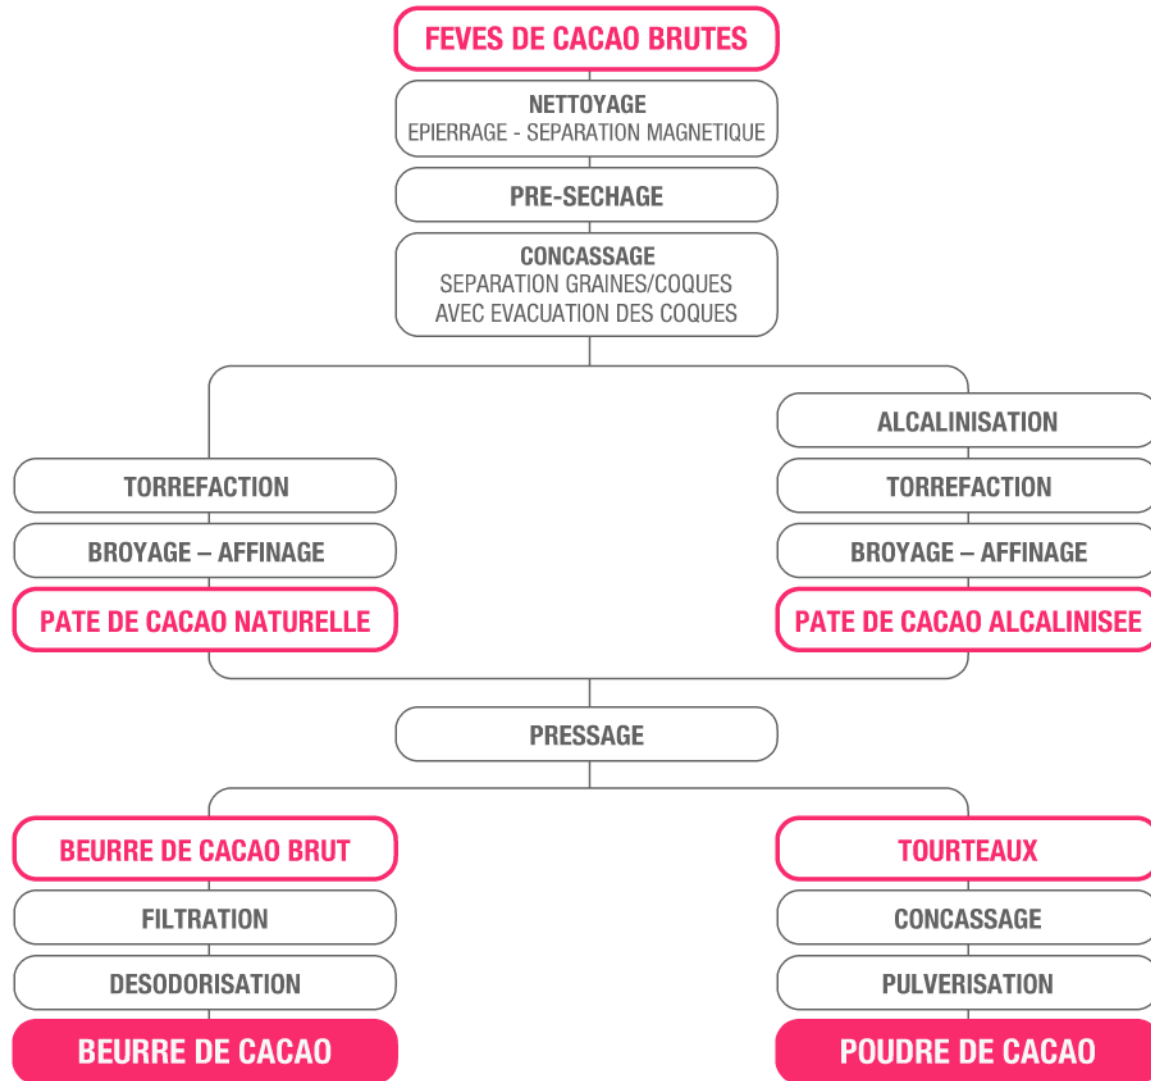 FEVES DE CACAO BRUTES
NETTOYAGE
EPIERRAGE - SEPARATION MAGNETIQUE
PRE-SECHAGE
CONCASSAGE
SEPARATION GRAINES/COQUES
AVEC EVACUATION DES COQUES
TORREFACTION
BROYAGE – AFFINAGE
PATE DE CACAO NATURELLE
ALCALINISATION
TORREFACTION
BROYAGE – AFFINAGE
PATE DE CACAO ALCALINISEE
PRESSAGE
BEURRE DE CACAO BRUT
FILTRATION
DESODORISATION
BEURRE DE CACAO
TOURTEAUX
CONCASSAGE
PULVERISATION
POUDRE DE CACAO